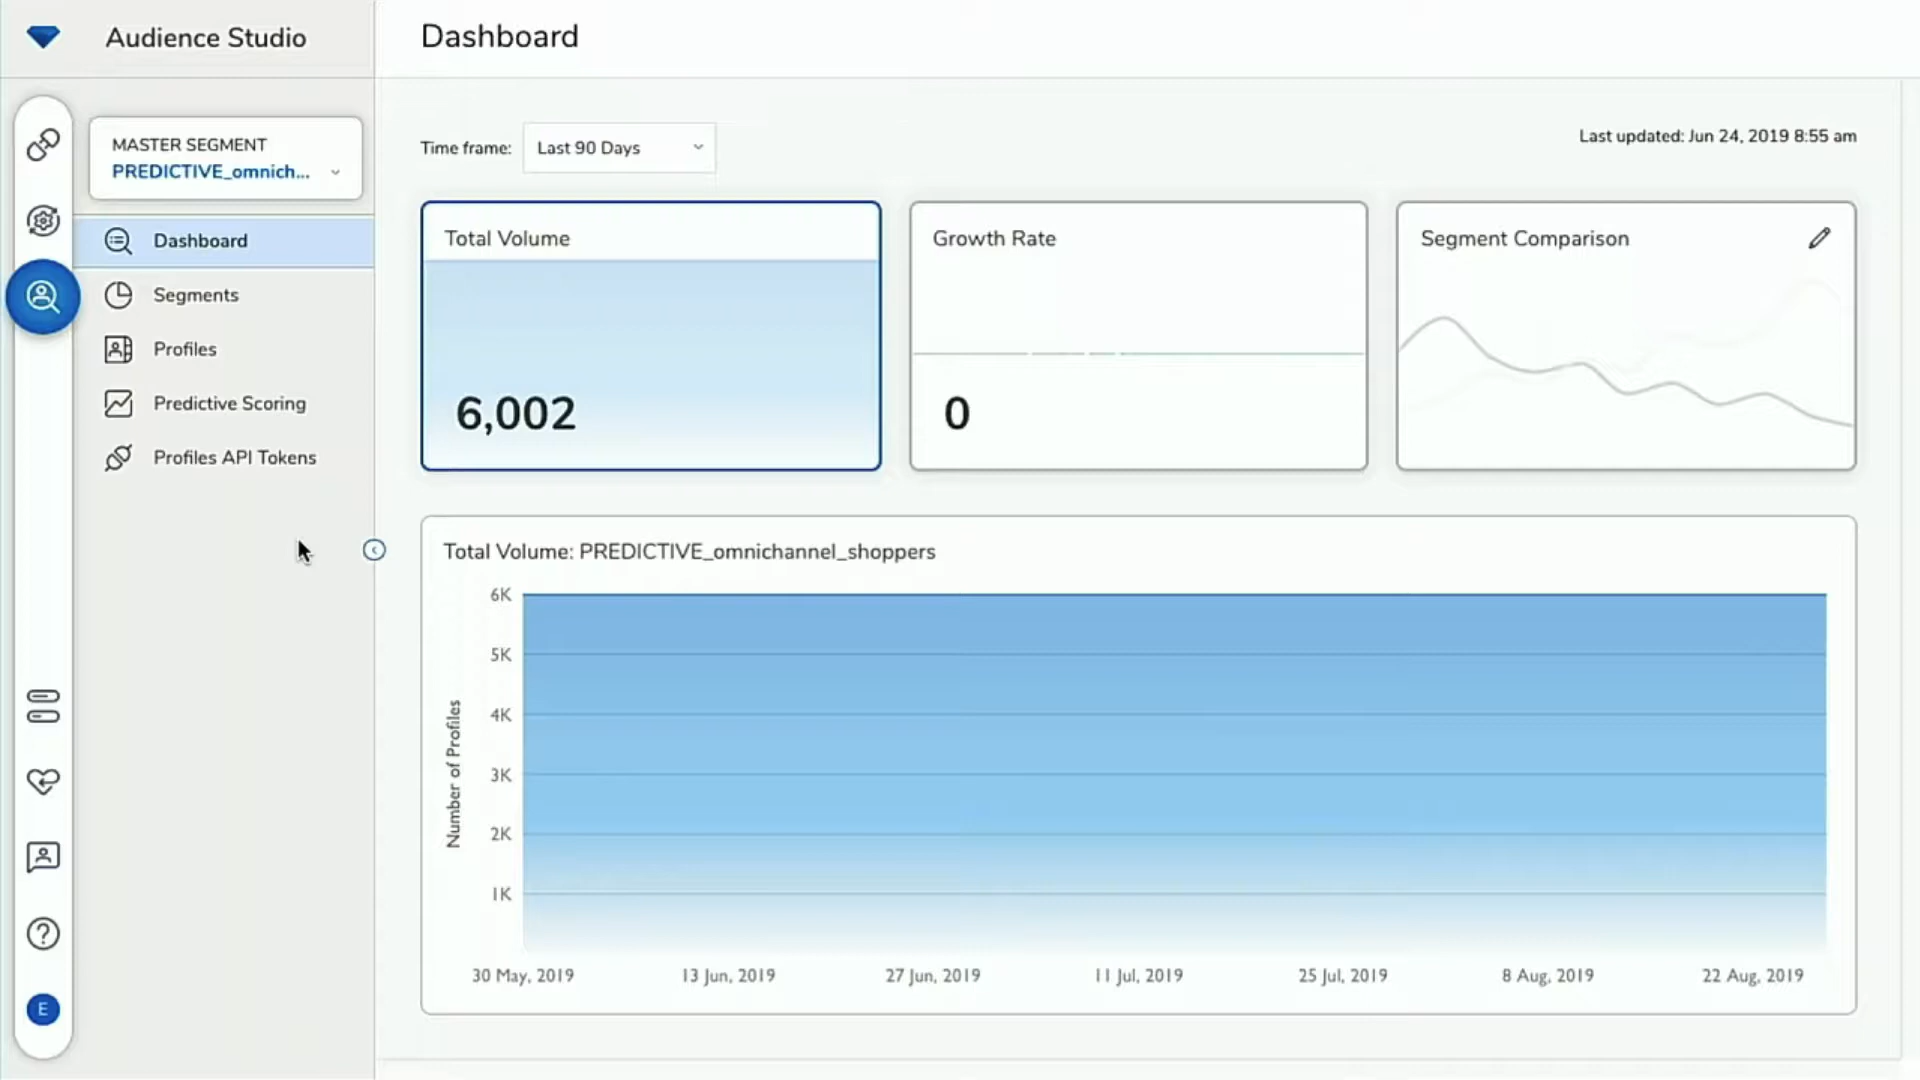 Audience Studio
Dashboard
MASTER SEGMENT
PREDICTIVE_omnich...
Dashboard
Segments
Profiles
Predictive Scoring
Profiles API Tokens
E
Time frame:
Last 90 Days
Last updated: Jun 24, 2019 8:55 am
Total Volume
6,002
Growth Rate
0
Segment Comparison
Total Volume: PREDICTIVE_omnichannel_shoppers
Number of Profiles
6K
5K
4K
3K
2K
1K
30 May, 2019
13 Jun, 2019
27 Jun, 2019
11 Jul, 2019
25 Jul, 2019
8 Aug, 2019
22 Aug, 2019